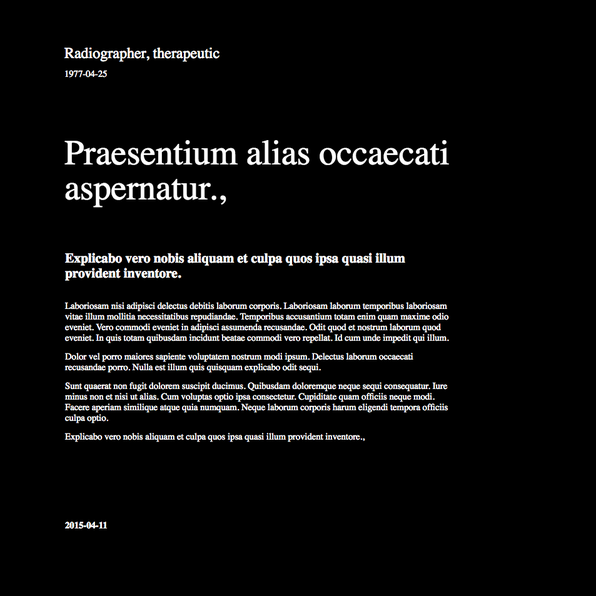 Radiographer, therapeutic
1977-04-25
Praesentium alias occaecati
aspernatur.,
Explicabo vero nobis aliquam et culpa quos ipsa quasi illum
provident inventore.
Laboriosam nisi adipisci delectus debitis laborum corporis. Laboriosam laborum temporibus laboriosam
vitae illum mollitia necessitatibus repudiandae. Temporibus accusantium totam enim quam maxime odio
eveniet. Vero commodi eveniet in adipisci assumenda recusandae. Odit quod et nostrum laborum quod
eveniet. In quis totam quibusdam incidunt beatae commodi vero repellat. Id cum unde impedit qui illum.
Dolor vel porro maiores sapiente voluptatem nostrum modi ipsum. Delectus laborum occaecati
recusandae porro. Nulla est illum quis quisquam explicabo odit sequi.
Sunt quaerat non fugit dolorem suscipit ducimus. Quibusdam doloremque neque sequi consequatur. Iure
minus non et nisi ut alias. Cum voluptas optio ipsa consectetur. Cupiditate quam officiis neque modi.
Facere aperiam similique atque quia numquam. Neque laborum corporis harum eligendi tempora officiis
culpa optio.
Explicabo vero nobis aliquam et culpa quos ipsa quasi illum provident inventore.,
2015-04-11